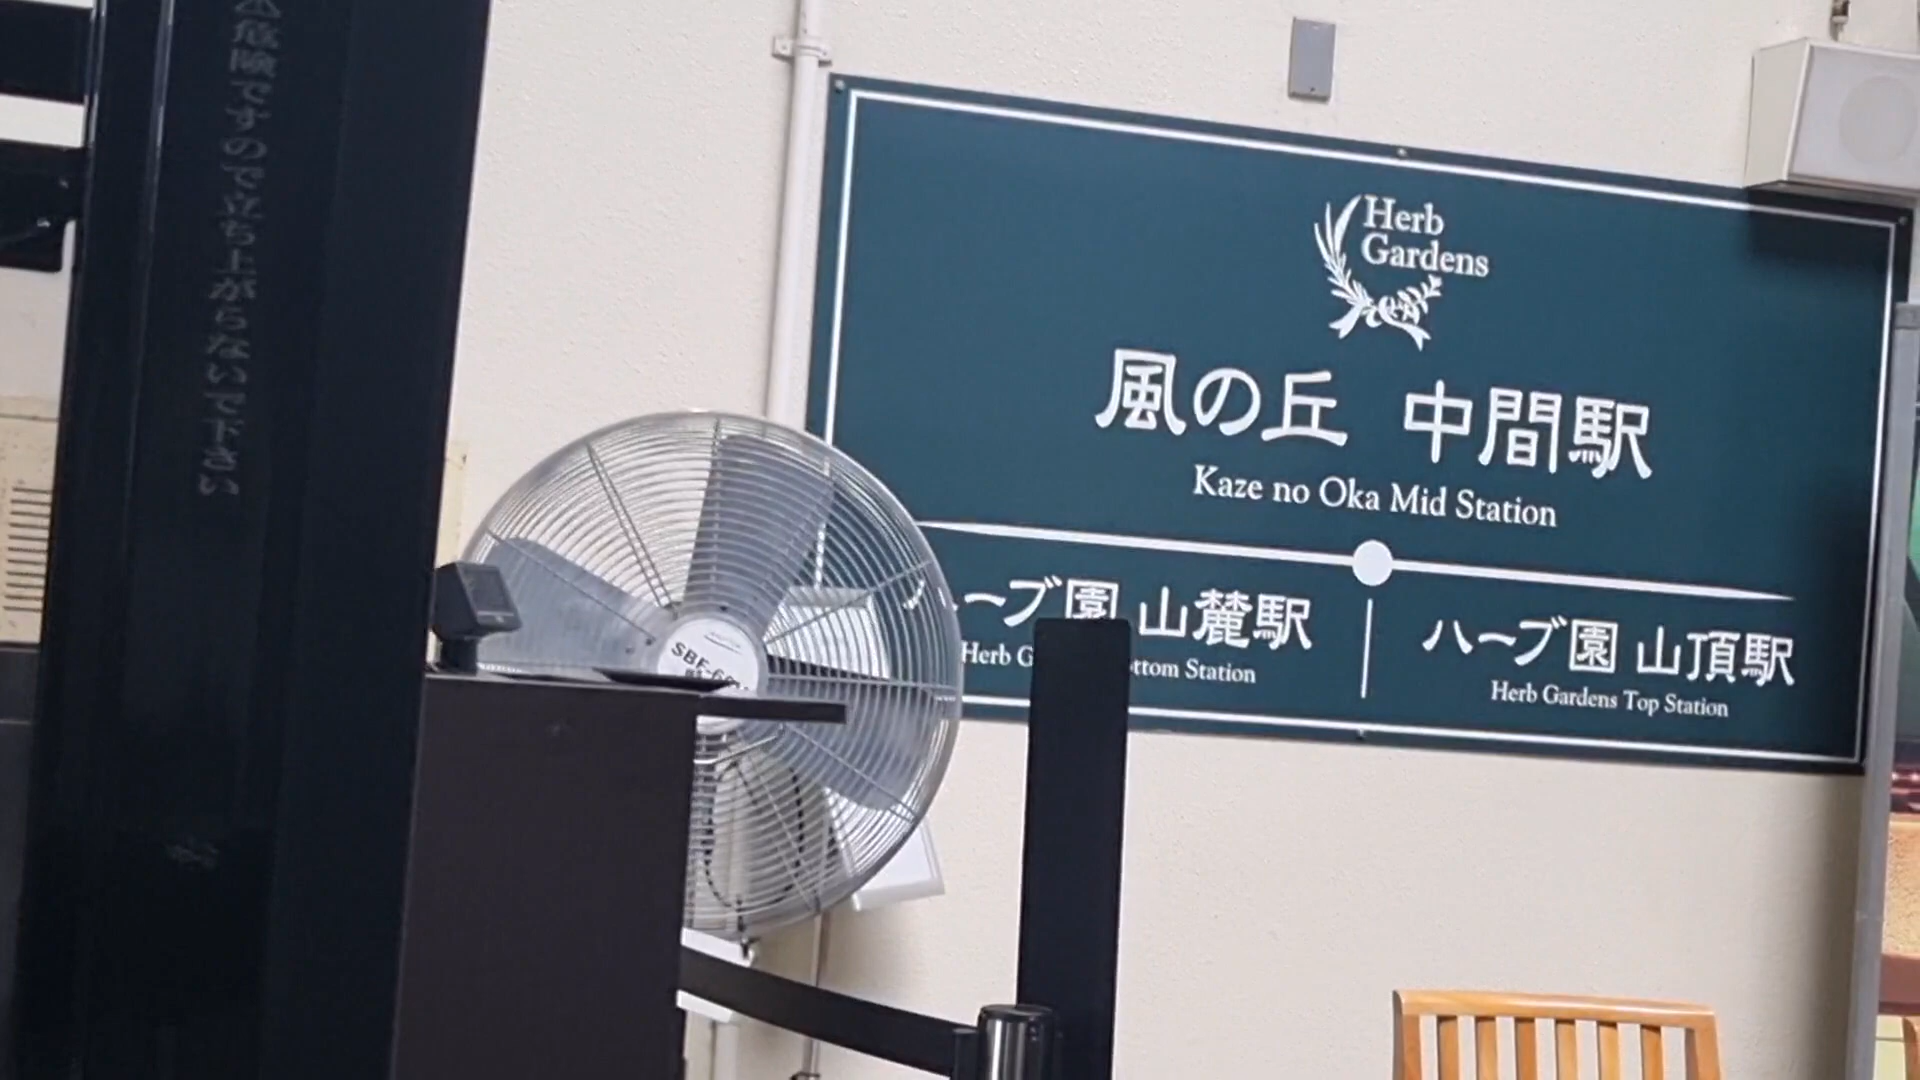 危険ですので立ち上がらないで下さい
Herb
Gardens
風の丘 中間駅
Kaze no Oka Mid Station
ーブ園 山麓駅
Herb G ttom Station
ハーブ園 山頂駅
Herb Gardens Top Station